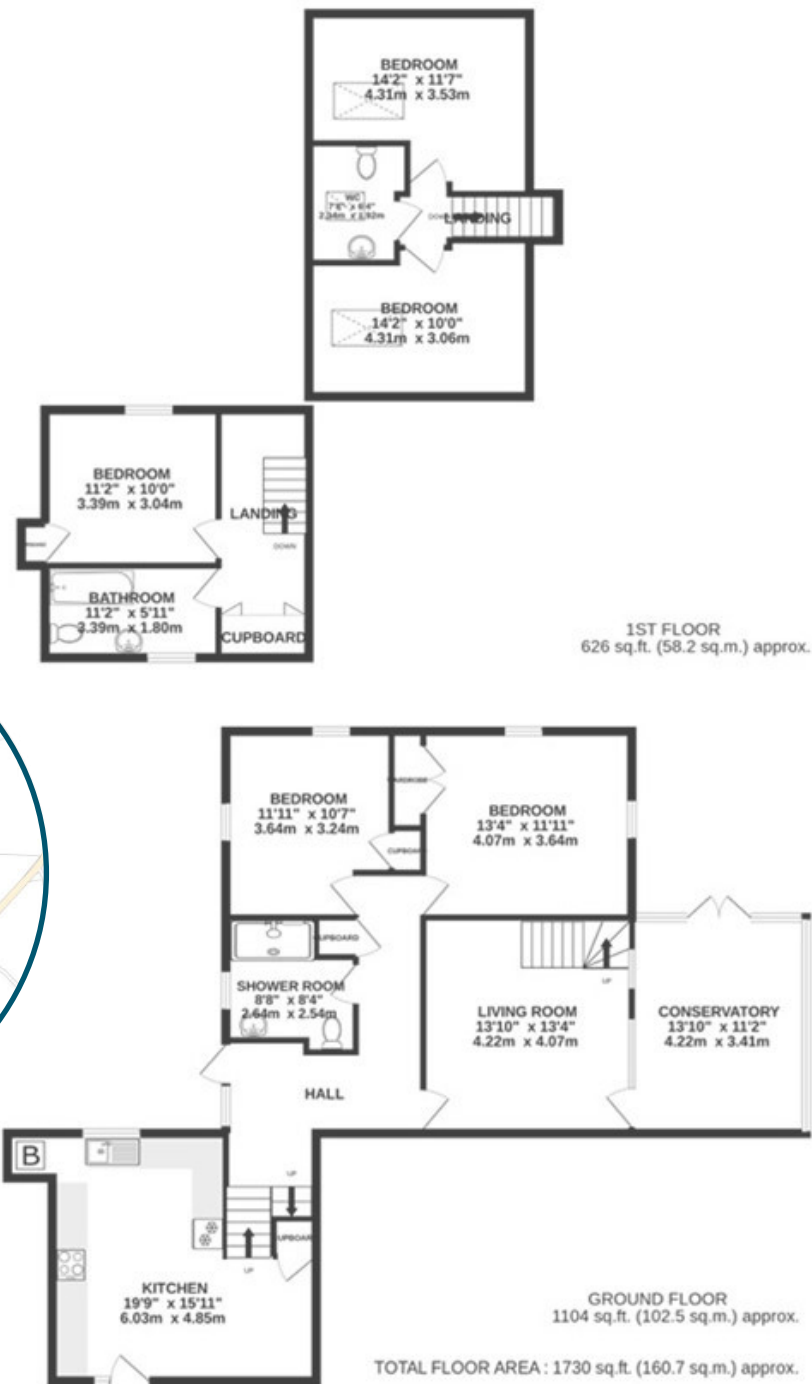 BEDROOM
14'2" x 11'7"
4.31m x 3.53m
WC
DOWN
LANDING
BEDROOM
14'2" x 10'0"
4.31m x 3.06m
BEDROOM
11'2" x 10'0"
3.39m x 3.04m
LANDING
DOWN
BATHROOM
11'2" x 5'11"
3.39m x 1.80m
CUPBOARD
1ST FLOOR
626 sq.ft. (58.2 sq.m.) approx.
BEDROOM
11'11" x 10'7"
3.64m x 3.24m
WARDROBE
BEDROOM
13'4" x 11'11"
4.07m x 3.64m
CUPBOARD
CUPBOARD
SHOWER ROOM
8'8" x 8'4"
2.64m x 2.54m
UP
LIVING ROOM
13'10" x 13'4"
4.22m x 4.07m
CONSERVATORY
13'10" x 11'2"
4.22m x 3.41m
HALL
B
UP
CUPBOARD
UP
KITCHEN
19'9" x 15'11"
6.03m x 4.85m
GROUND FLOOR
1104 sq.ft. (102.5 sq.m.) approx.
TOTAL FLOOR AREA : 1730 sq.ft. (160.7 sq.m.) approx.